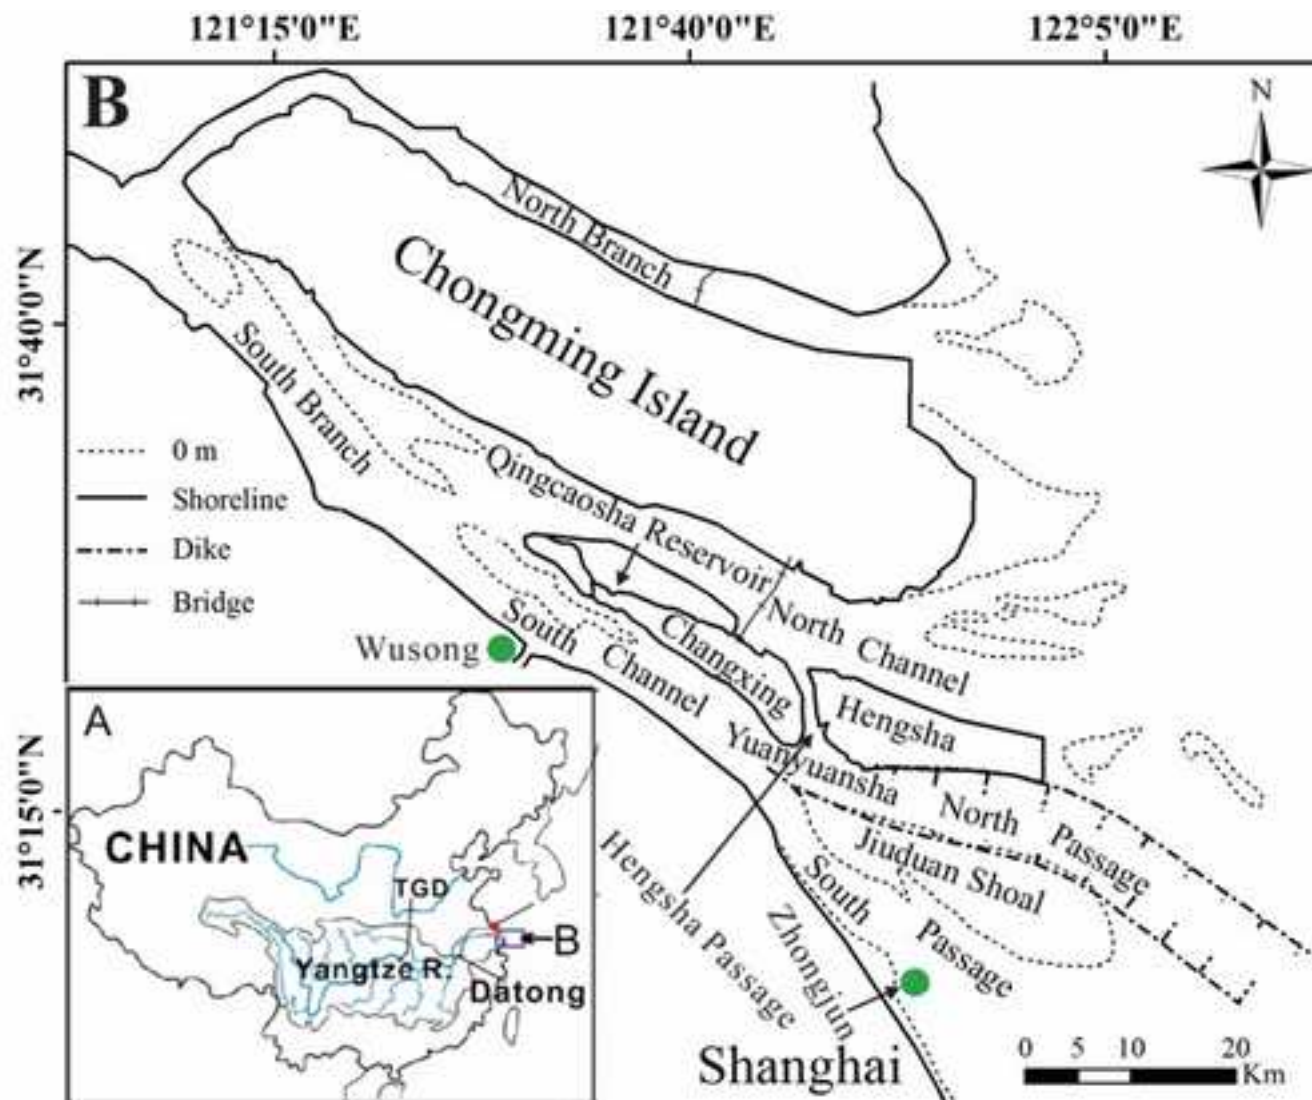 121°15'0"E
121°40'0"E
122°5'0"E
B
N
North Branch
Chongming Island
31°40'0"N
South Branch
0 m
Shoreline
Dike
Bridge
Qingcaosha Reservoir
North Channel
South Channel
Changxing
Hengsha
Wusong
Yuanyuansha
North Passage
Jiuduan Shoal
South Passage
Hengsha Passage
Zhongjun
Shanghai
31°15'0"N
A
CHINA
TGD
B
Yangtze R.
Datong
0 5 10 20
Km